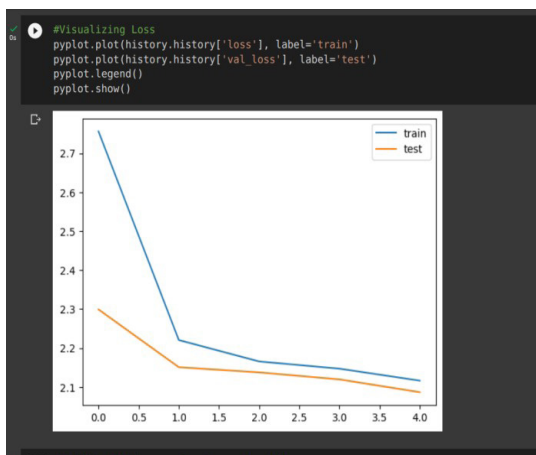 #Visualizing Loss
pyplot.plot(history.history['loss'], label='train')
pyplot.plot(history.history['val_loss'], label='test')
pyplot.legend()
pyplot.show()
0s
train
test
2.7
2.6
2.5
2.4
2.3
2.2
2.1
0.0 0.5 1.0 1.5 2.0 2.5 3.0 3.5 4.0